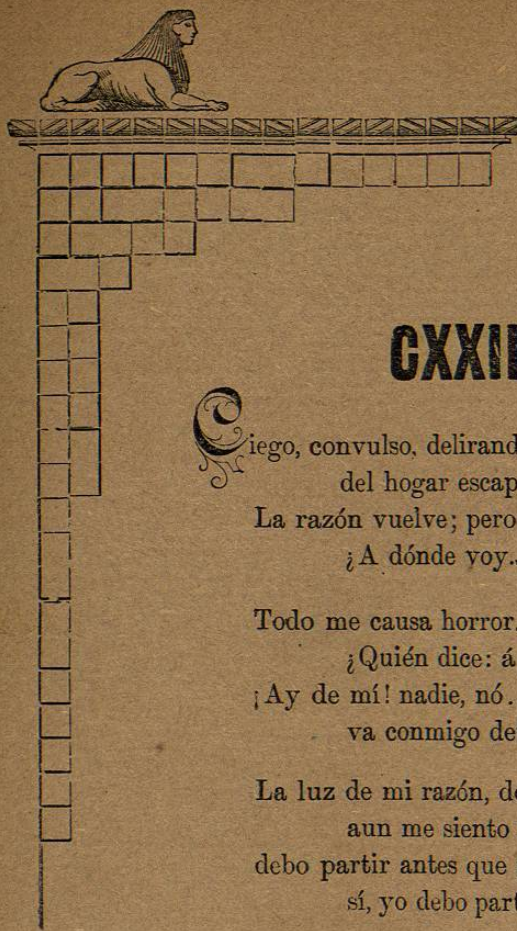 CXXII
Ciego, convulso, delirand
del hogar escap
La razón vuelve; pero
¿A dónde voy..
Todo me causa horror.
¿Quién dice: á
¡Ay de mí! nadie, nó.
va conmigo de
La luz de mi razón, de
aun me siento
debo partir antes que
sí, yo debo part